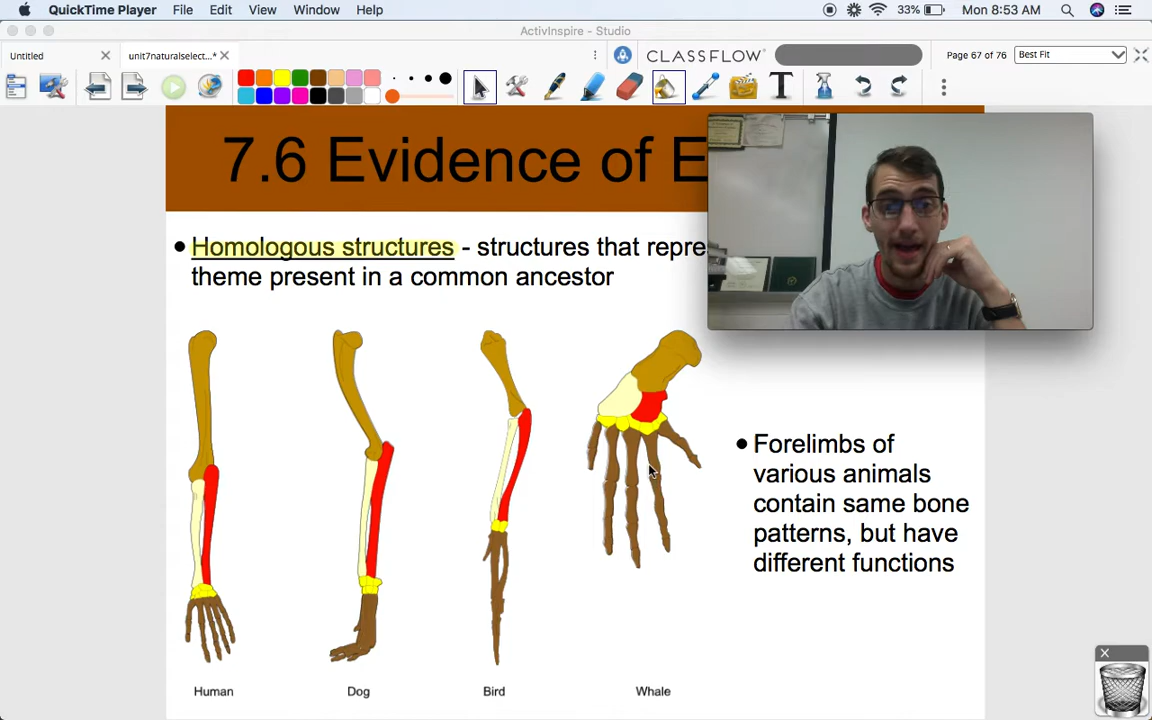 QuickTime Player File Edit View Window Help 33% Mon 8:53 AM
ActivInspire - Studio
Untitled unit7naturalselect...* CLASSFLOW Page 67 of 76 Best Fit
7.6 Evidence of E
• Homologous structures - structures that repre
theme present in a common ancestor
• Forelimbs of
various animals
contain same bone
patterns, but have
different functions
Human Dog Bird Whale